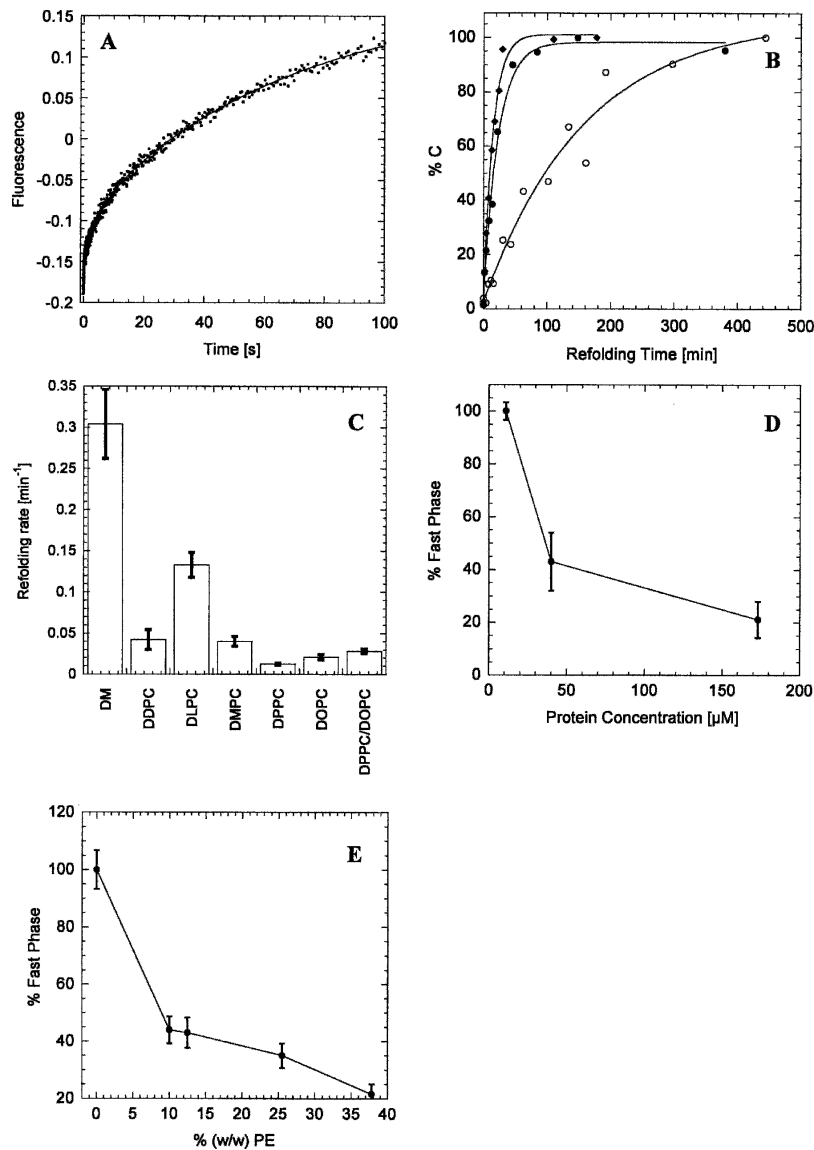 A
0.15
0.1
0.05
0
-0.05
-0.1
-0.15
-0.2
Fluorescence
0 20 40 60 80 100
Time [s]
B
100
80
60
40
20
0
% C
0 100 200 300 400 500
Refolding Time [min]
C
0.35
0.3
0.25
0.2
0.15
0.1
0.05
0
Refolding rate [min⁻¹]
DM
DDPC
DLPC
DMPC
DPPC
DOPC
DPPC/DOPC
D
100
80
60
40
20
0
% Fast Phase
0 50 100 150 200
Protein Concentration [µM]
E
120
100
80
60
40
20
% Fast Phase
0 5 10 15 20 25 30 35 40
% (w/w) PE